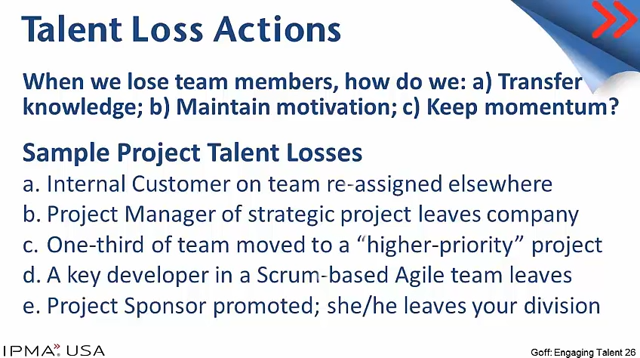 Talent Loss Actions
When we lose team members, how do we: a) Transfer
knowledge; b) Maintain motivation; c) Keep momentum?
Sample Project Talent Losses
a. Internal Customer on team re-assigned elsewhere
b. Project Manager of strategic project leaves company
c. One-third of team moved to a “higher-priority” project
d. A key developer in a Scrum-based Agile team leaves
e. Project Sponsor promoted; she/he leaves your division
IPMA USA
Goff: Engaging Talent 26